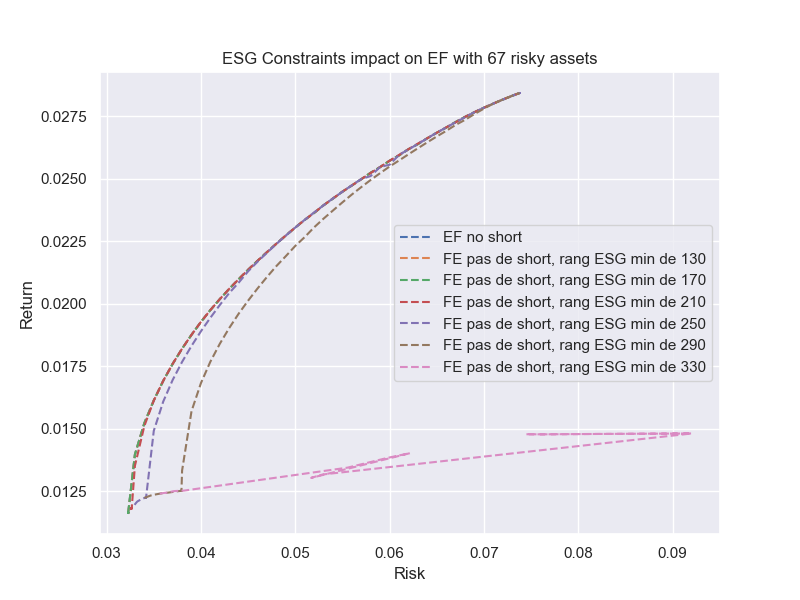 ESG Constraints impact on EF with 67 risky assets
0.0275
0.0250
0.0225
0.0200
0.0175
0.0150
0.0125
Return
EF no short
FE pas de short, rang ESG min de 130
FE pas de short, rang ESG min de 170
FE pas de short, rang ESG min de 210
FE pas de short, rang ESG min de 250
FE pas de short, rang ESG min de 290
FE pas de short, rang ESG min de 330
0.03 0.04 0.05 0.06 0.07 0.08 0.09
Risk